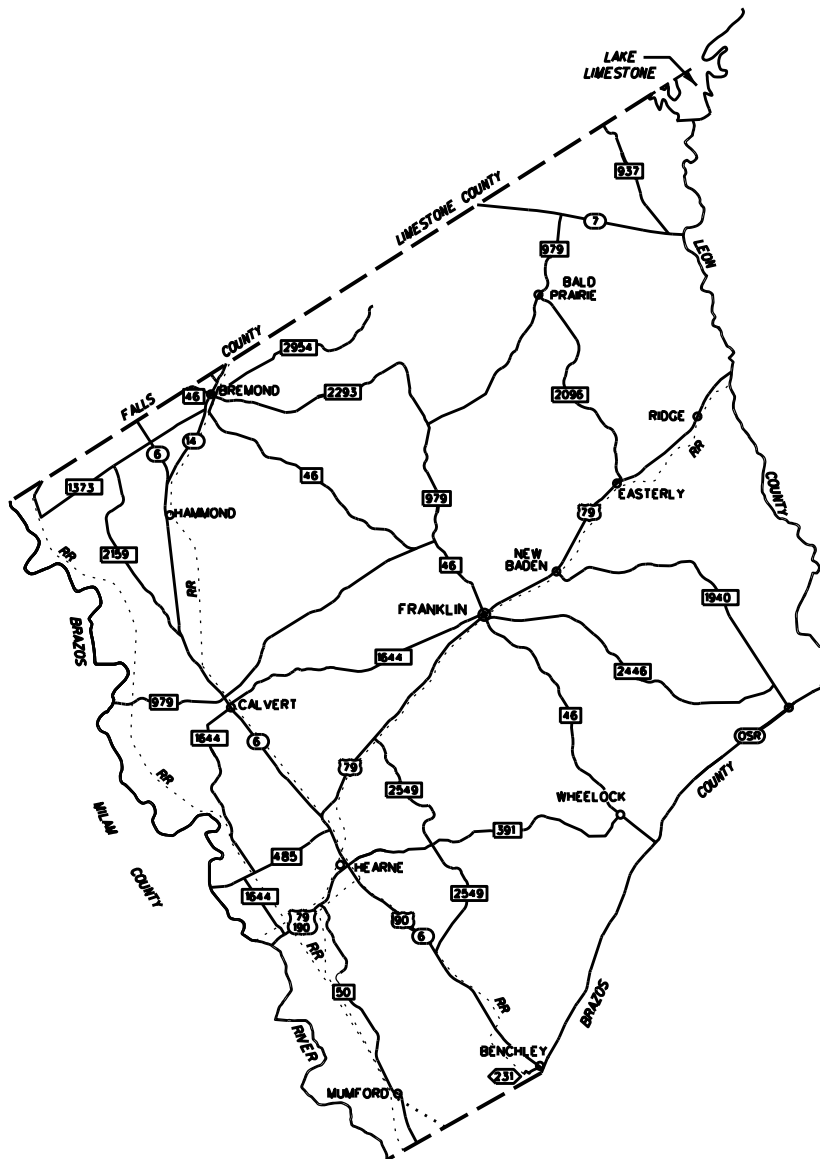 LAKE
LIMESTONE
937
LIMESTONE COUNTY
7
979
LEON
BALD
PRAIRIE
COUNTY
2954
FALLS
46
BREMOND
2293
2096
RIDGE
14
6
RR
1373
46
979
EASTERLY
COUNTY
HAMMOND
79
RR
2159
NEW
BADEN
46
RR
1940
FRANKLIN
BRAZOS
1644
2446
979
CALVERT
46
1644
6
OSR
79
RR
2549
COUNTY
WHEELOCK
MILAM
391
485
HEARNE
COUNTY
1644
2549
79
190
190
6
RR
50
RR
BRAZOS
RIVER
BENCHLEY
231
MUMFORD